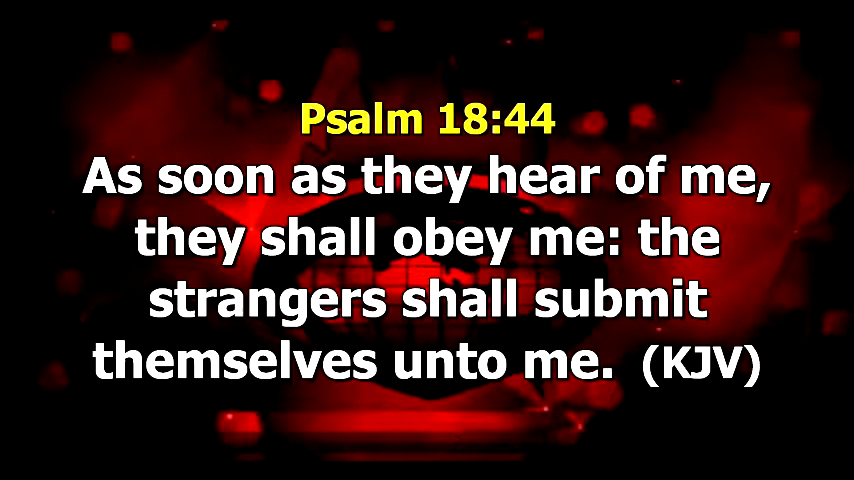 Psalm 18:44
As soon as they hear of me,
they shall obey me: the
strangers shall submit
themselves unto me. (KJV)